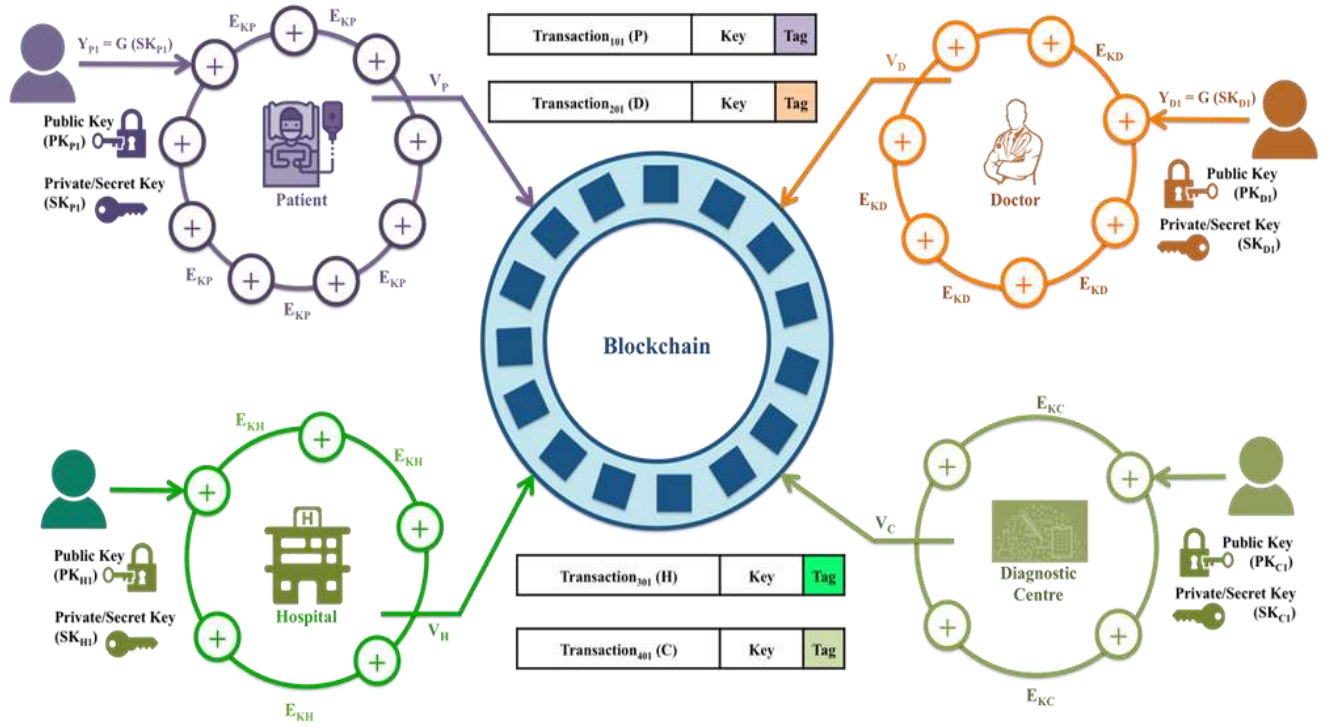 E_KP
E_KP
Y_P1 = G (SK_P1)
V_P
Public Key
(PK_P1)
Private/Secret Key
(SK_P1)
Patient
E_KP
E_KP
E_KP
Transaction_101 (P) Key Tag
Transaction_201 (D) Key Tag
V_D
E_KD
Y_D1 = G (SK_D1)
Public Key
(PK_D1)
Private/Secret Key
(SK_D1)
Doctor
E_KD
E_KD
E_KD
Blockchain
E_KH
E_KH
Public Key
(PK_H1)
Private/Secret Key
(SK_H1)
H
Hospital
V_H
E_KH
Transaction_301 (H) Key Tag
Transaction_401 (C) Key Tag
E_KC
V_C
Public Key
(PK_C1)
Private/Secret Key
(SK_C1)
Diagnostic
Centre
E_KC